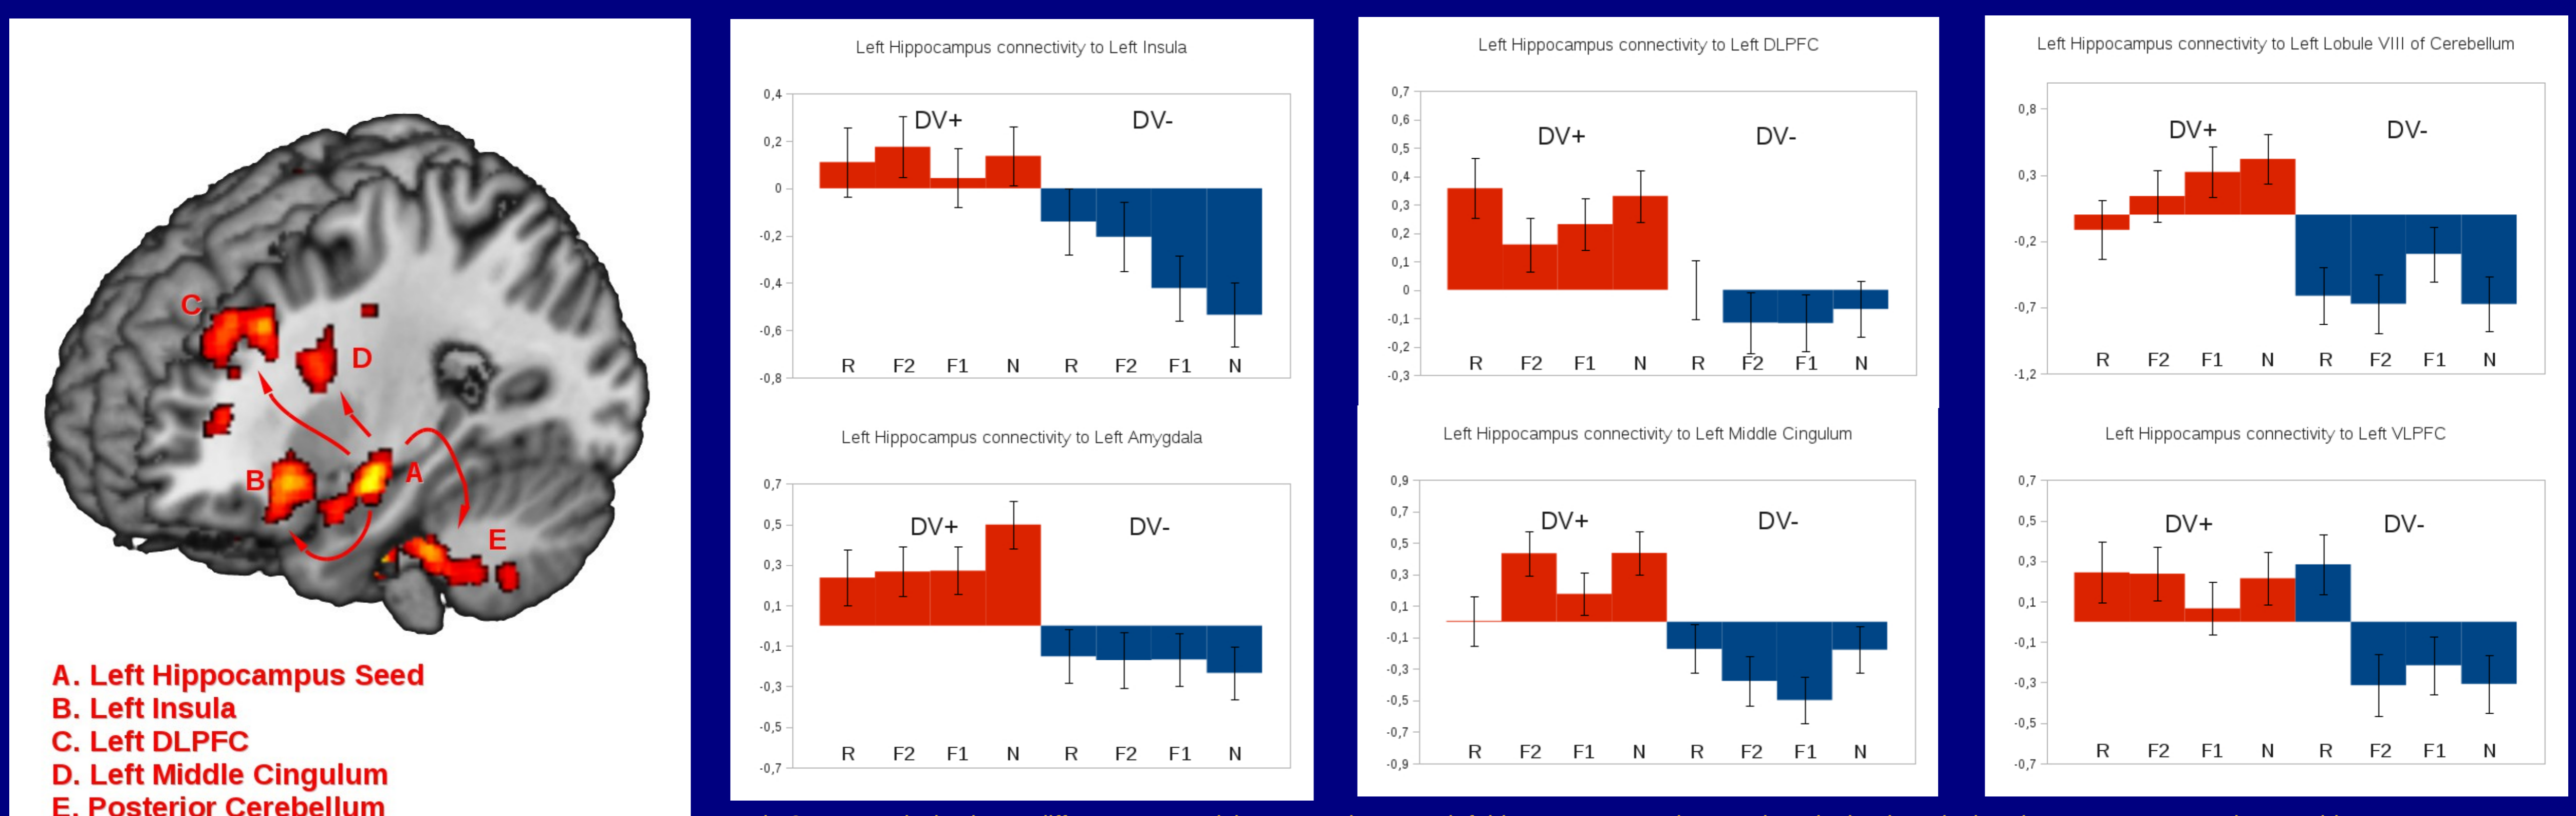 C
D
B
A
E
A. Left Hippocampus Seed
B. Left Insula
C. Left DLPFC
D. Left Middle Cingulum
E. Posterior Cerebellum
Left Hippocampus connectivity to Left Insula
0,4
0,2
0
-0,2
-0,4
-0,6
-0,8
DV+ DV-
R F2 F1 N R F2 F1 N
Left Hippocampus connectivity to Left Amygdala
0,7
0,5
0,3
0,1
-0,1
-0,3
-0,5
-0,7
DV+ DV-
R F2 F1 N R F2 F1 N
Left Hippocampus connectivity to Left DLPFC
0,7
0,6
0,5
0,4
0,3
0,2
0,1
0
-0,1
-0,2
-0,3
DV+ DV-
R F2 F1 N R F2 F1 N
Left Hippocampus connectivity to Left Middle Cingulum
0,9
0,7
0,5
0,3
0,1
-0,1
-0,3
-0,5
-0,7
-0,9
DV+ DV-
R F2 F1 N R F2 F1 N
Left Hippocampus connectivity to Left Lobule VIII of Cerebellum
0,8
0,3
-0,2
-0,7
-1,2
DV+ DV-
R F2 F1 N R F2 F1 N
Left Hippocampus connectivity to Left VLPFC
0,7
0,5
0,3
0,1
-0,1
-0,3
-0,5
-0,7
DV+ DV-
R F2 F1 N R F2 F1 N